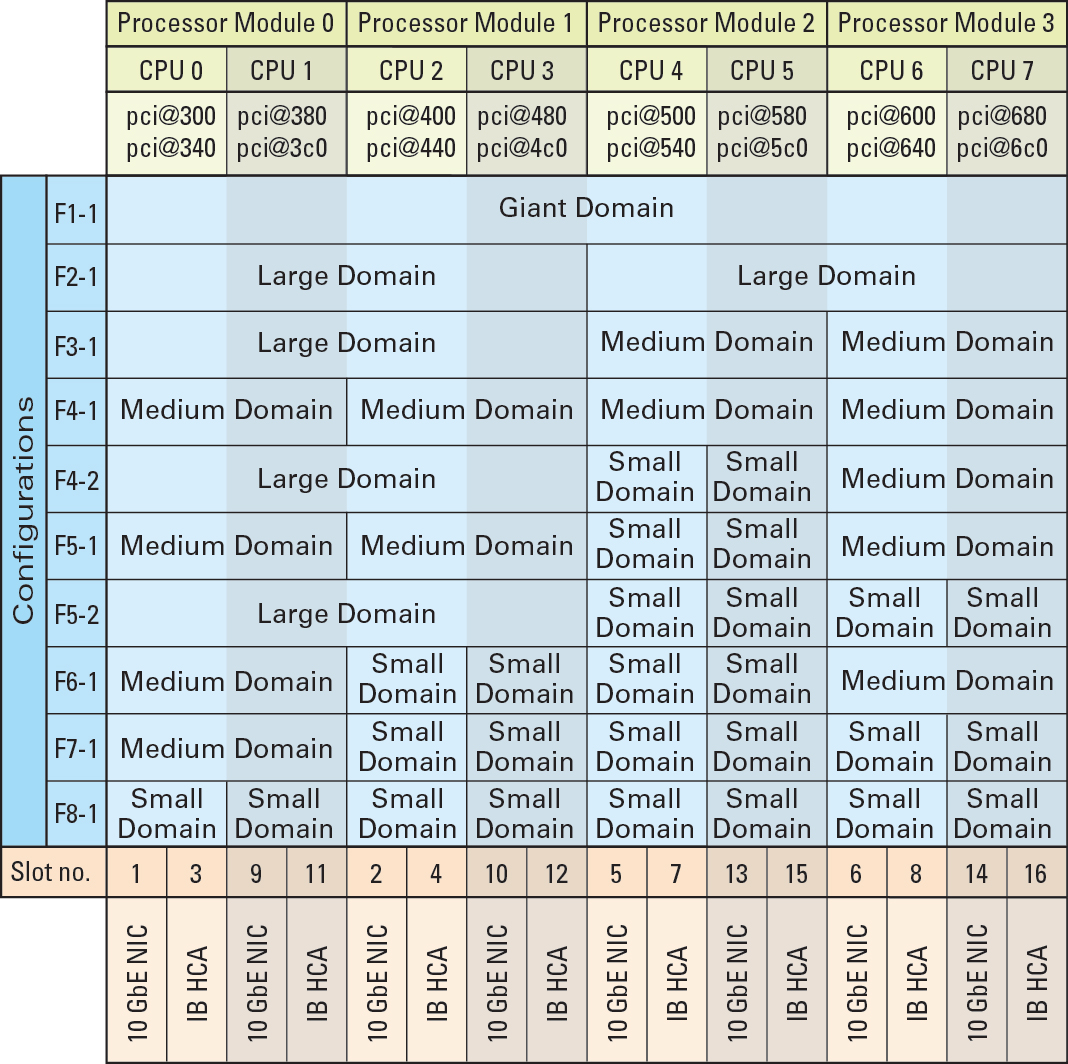 Processor Module 0 Processor Module 1 Processor Module 2 Processor Module 3
CPU 0 CPU 1 CPU 2 CPU 3 CPU 4 CPU 5 CPU 6 CPU 7
pci@300 pci@380 pci@400 pci@480 pci@500 pci@580 pci@600 pci@680
pci@340 pci@3c0 pci@440 pci@4c0 pci@540 pci@5c0 pci@640 pci@6c0
Configurations
F1-1 Giant Domain
F2-1 Large Domain Large Domain
F3-1 Large Domain Medium Domain Medium Domain
F4-1 Medium Domain Medium Domain Medium Domain Medium Domain
F4-2 Large Domain Small Domain Small Domain Medium Domain
F5-1 Medium Domain Medium Domain Small Domain Small Domain Medium Domain
F5-2 Large Domain Small Domain Small Domain Small Domain Small Domain
F6-1 Medium Domain Small Domain Small Domain Small Domain Small Domain Medium Domain
F7-1 Medium Domain Small Domain Small Domain Small Domain Small Domain Small Domain Small Domain
F8-1 Small Domain Small Domain Small Domain Small Domain Small Domain Small Domain Small Domain Small Domain
Slot no. 1 3 9 11 2 4 10 12 5 7 13 15 6 8 14 16
10 GbE NIC IB HCA 10 GbE NIC IB HCA 10 GbE NIC IB HCA 10 GbE NIC IB HCA 10 GbE NIC IB HCA 10 GbE NIC IB HCA 10 GbE NIC IB HCA 10 GbE NIC IB HCA